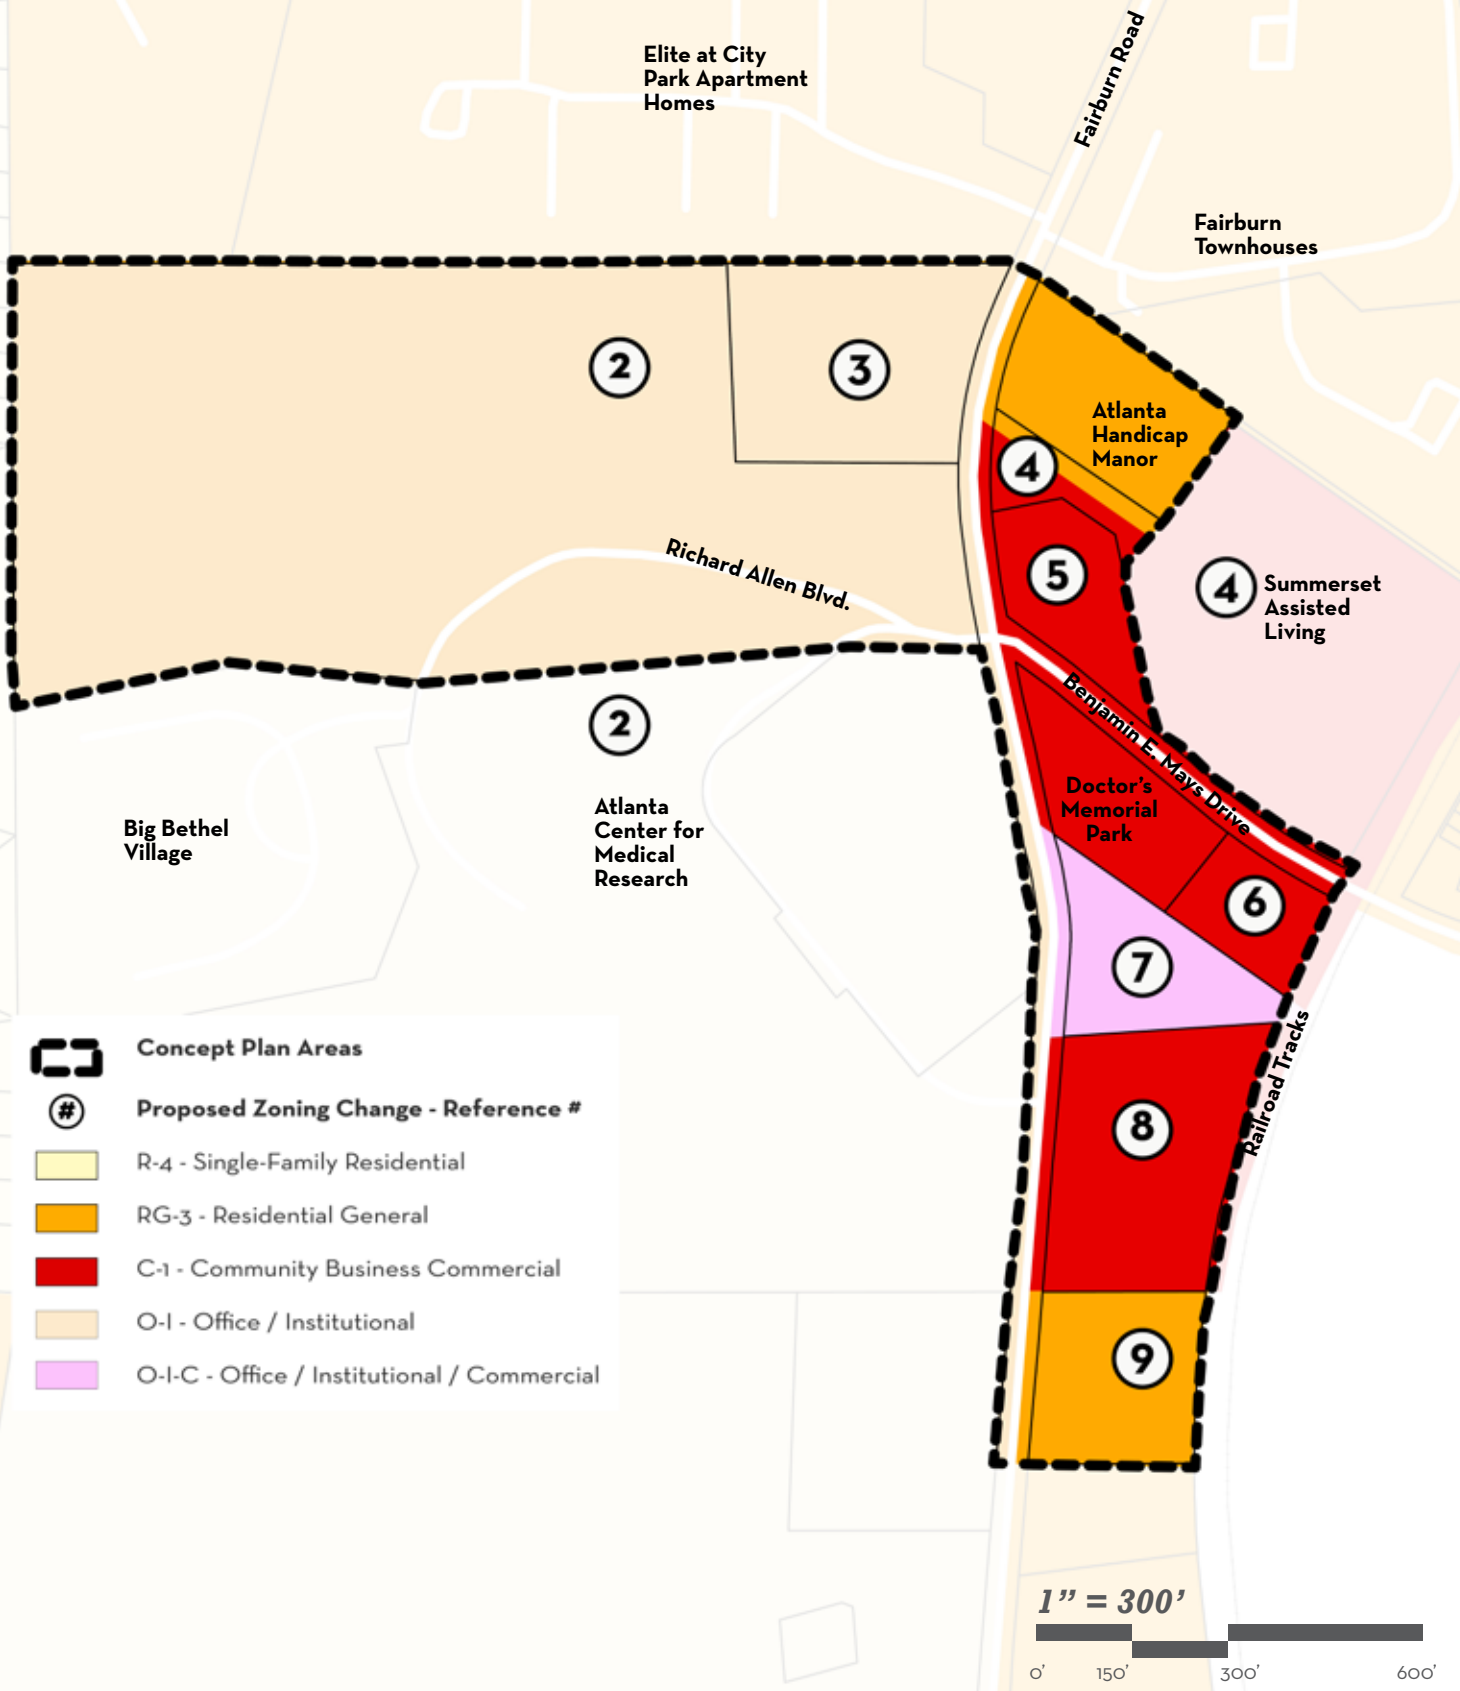 Elite at City
Park Apartment
Homes
Fairburn Road
Fairburn
Townhouses
2
3
Atlanta
Handicap
Manor
4
5
4
Summerset
Assisted
Living
Richard Allen Blvd.
Benjamin E. Mays Drive
2
Doctor's
Memorial
Park
Big Bethel
Village
Atlanta
Center for
Medical
Research
6
7
Railroad Tracks
8
9
Concept Plan Areas
# Proposed Zoning Change - Reference #
R-4 - Single-Family Residential
RG-3 - Residential General
C-1 - Community Business Commercial
O-I - Office / Institutional
O-I-C - Office / Institutional / Commercial
1” = 300’
0’ 150’ 300’ 600’